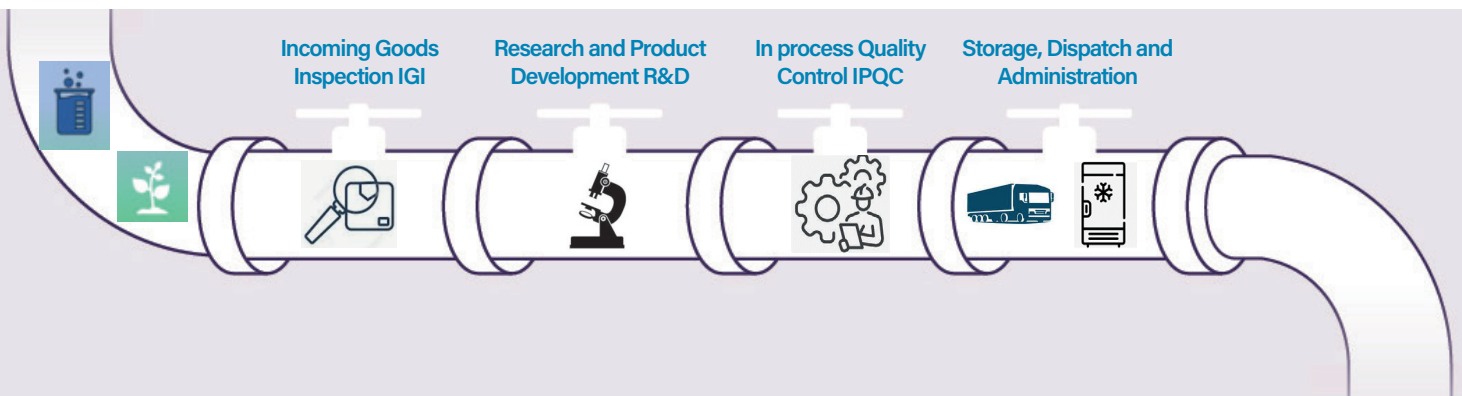 Incoming Goods
Inspection IGI
Research and Product
Development R&D
In process Quality
Control IPQC
Storage, Dispatch and
Administration